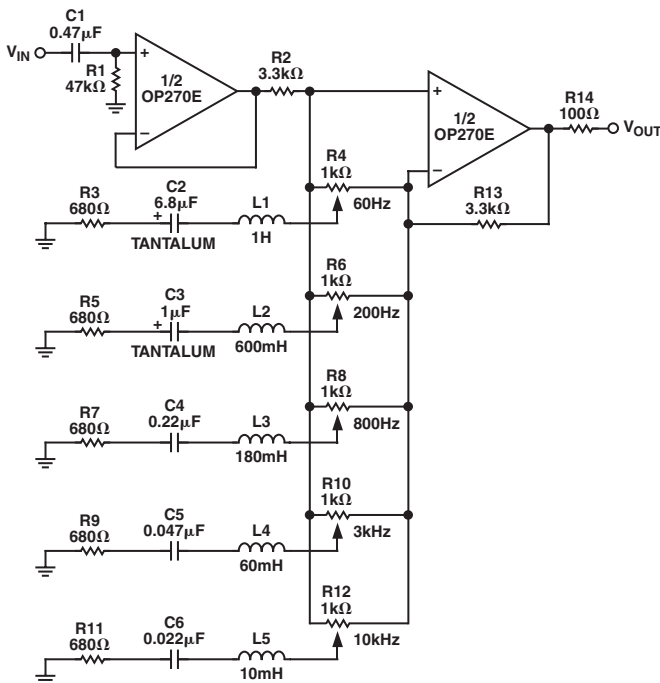 C1
0.47μF
VIN
R1
47kΩ
+
–
1/2
OP270E
R2
3.3kΩ
+
–
1/2
OP270E
R14
100Ω
VOUT
R13
3.3kΩ
R3
680Ω
C2
6.8μF
+
TANTALUM
L1
1H
R4
1kΩ
60Hz
R5
680Ω
C3
1μF
+
TANTALUM
L2
600mH
R6
1kΩ
200Hz
R7
680Ω
C4
0.22μF
L3
180mH
R8
1kΩ
800Hz
R9
680Ω
C5
0.047μF
L4
60mH
R10
1kΩ
3kHz
R11
680Ω
C6
0.022μF
L5
10mH
R12
1kΩ
10kHz